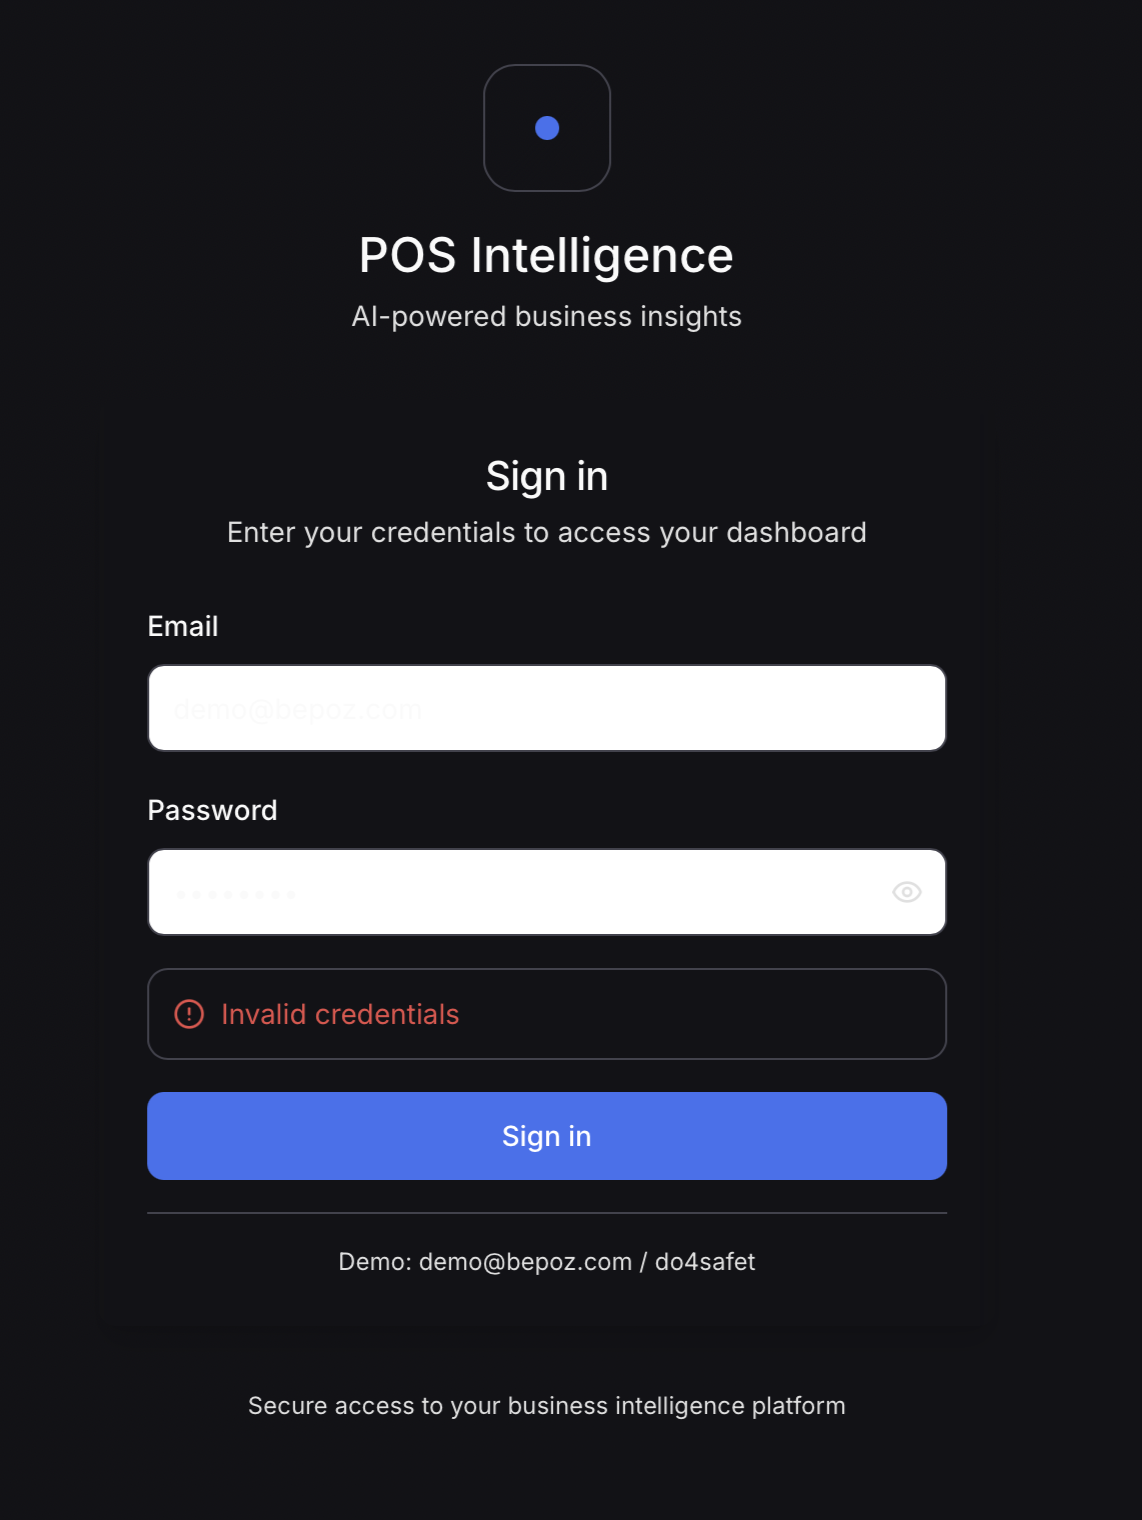 POS Intelligence
AI-powered business insights
Sign in
Enter your credentials to access your dashboard
Email
demo@bepoz.com
Password
••••••••
Invalid credentials
Sign in
Demo: demo@bepoz.com / do4safet
Secure access to your business intelligence platform